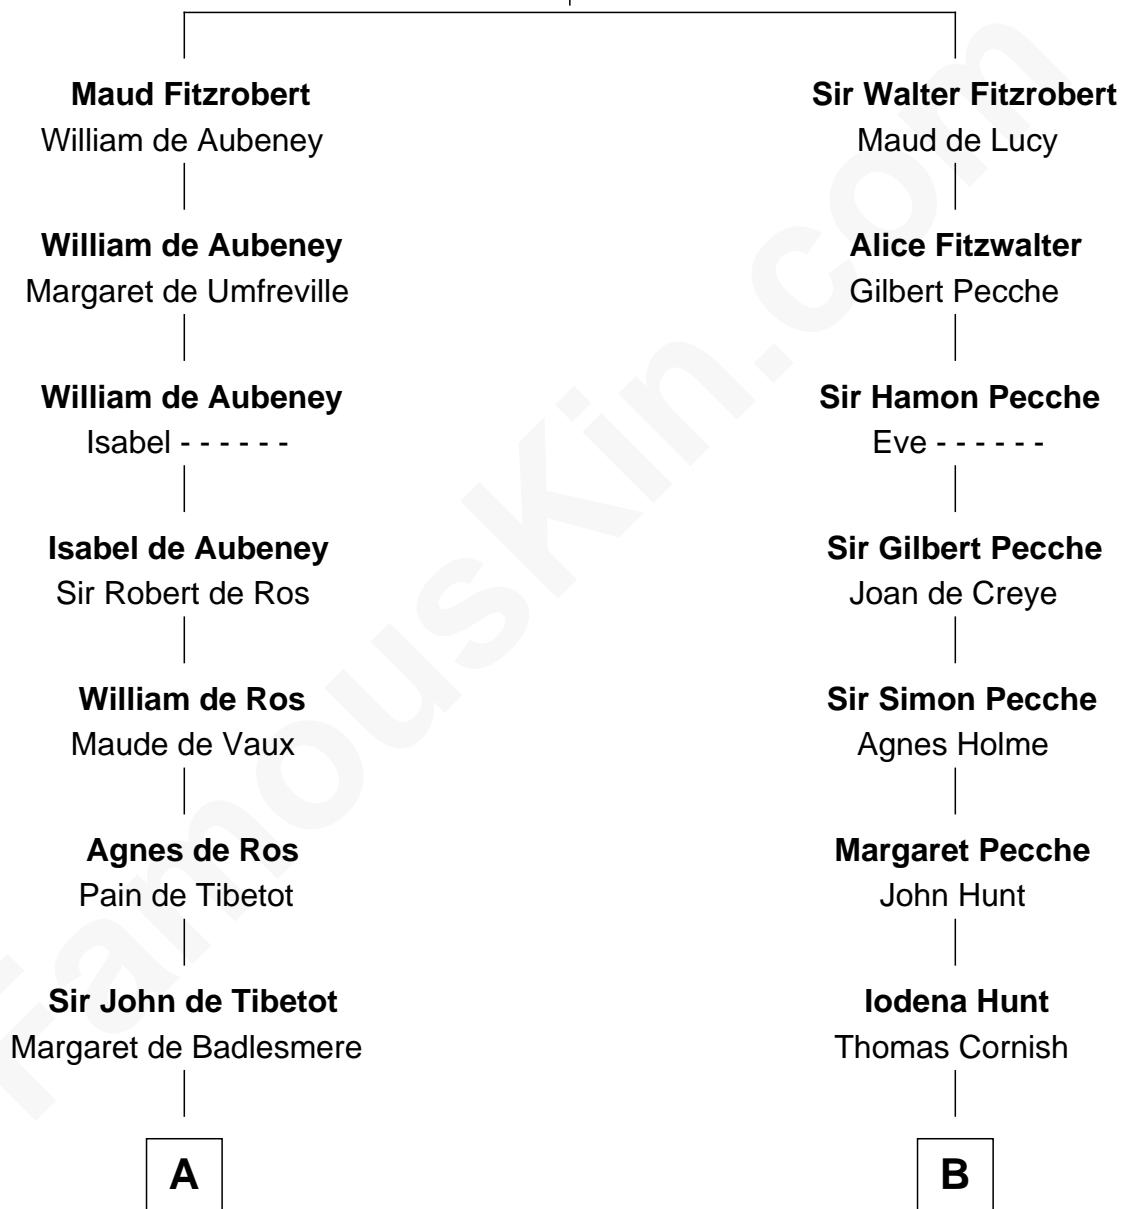 Maud Fitzrobert
William de Aubeney
William de Aubeney
Margaret de Umfreville
William de Aubeney
Isabel - - - - - -
Isabel de Aubeney
Sir Robert de Ros
William de Ros
Maude de Vaux
Agnes de Ros
Pain de Tibetot
Sir John de Tibetot
Margaret de Badlesmere
A
Sir Walter Fitzrobert
Maud de Lucy
Alice Fitzwalter
Gilbert Pecche
Sir Hamon Pecche
Eve - - - - - -
Sir Gilbert Pecche
Joan de Creye
Sir Simon Pecche
Agnes Holme
Margaret Pecche
John Hunt
Iodena Hunt
Thomas Cornish
B
FamousKin.com